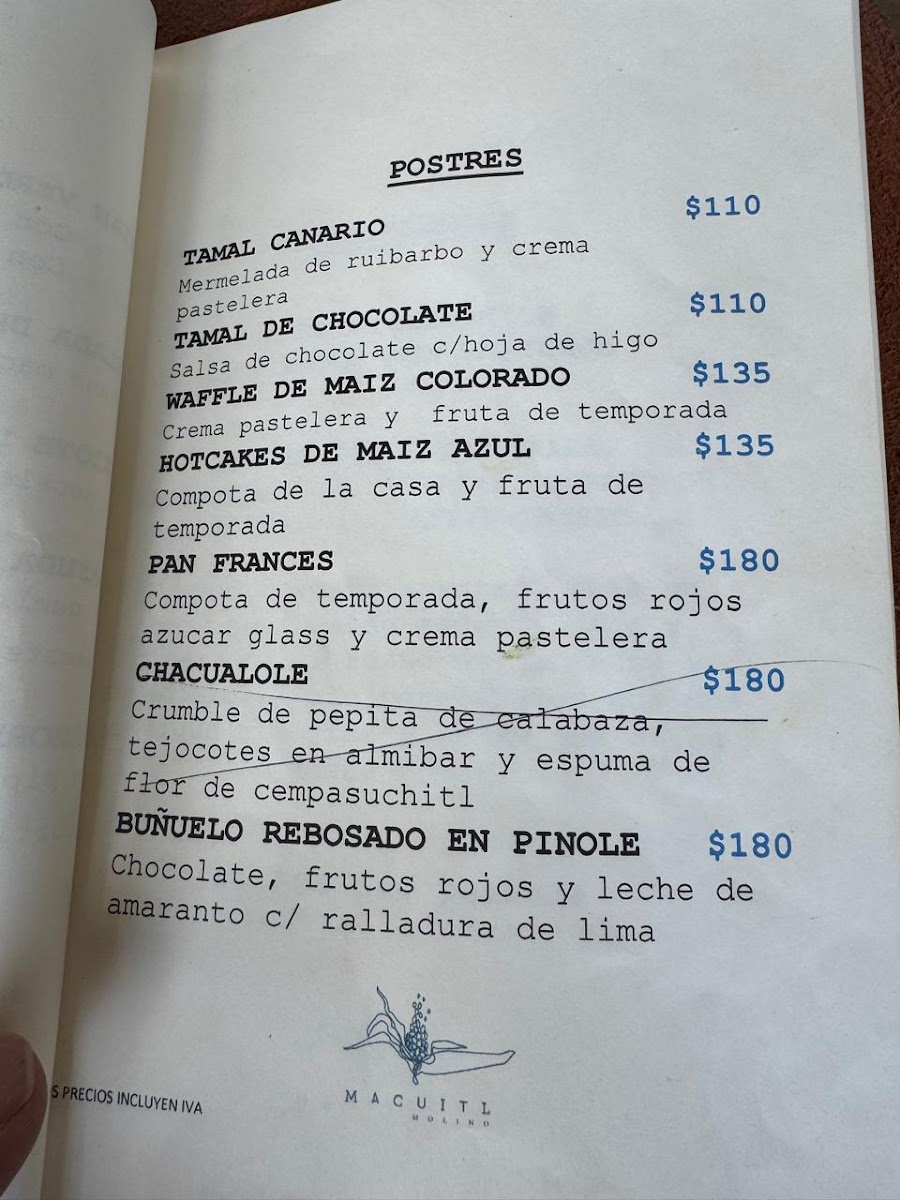 POSTRES
TAMAL CANARIO $110
Mermelada de ruibarbo y crema
pastelera
TAMAL DE CHOCOLATE $110
Salsa de chocolate c/hoja de higo
WAFFLE DE MAIZ COLORADO $135
Crema pastelera y fruta de temporada
HOTCAKES DE MAIZ AZUL $135
Compota de la casa y fruta de
temporada
PAN FRANCES $180
Compota de temporada, frutos rojos
azucar glass y crema pastelera
CHACUALOLE $180
Crumble de pepita de calabaza,
tejocotes en almibar y espuma de
flor de cempasuchitl
BUÑUELO REBOSADO EN PINOLE $180
Chocolate, frutos rojos y leche de
amaranto c/ ralladura de lima
S PRECIOS INCLUYEN IVA
MACUITL
MOLINO